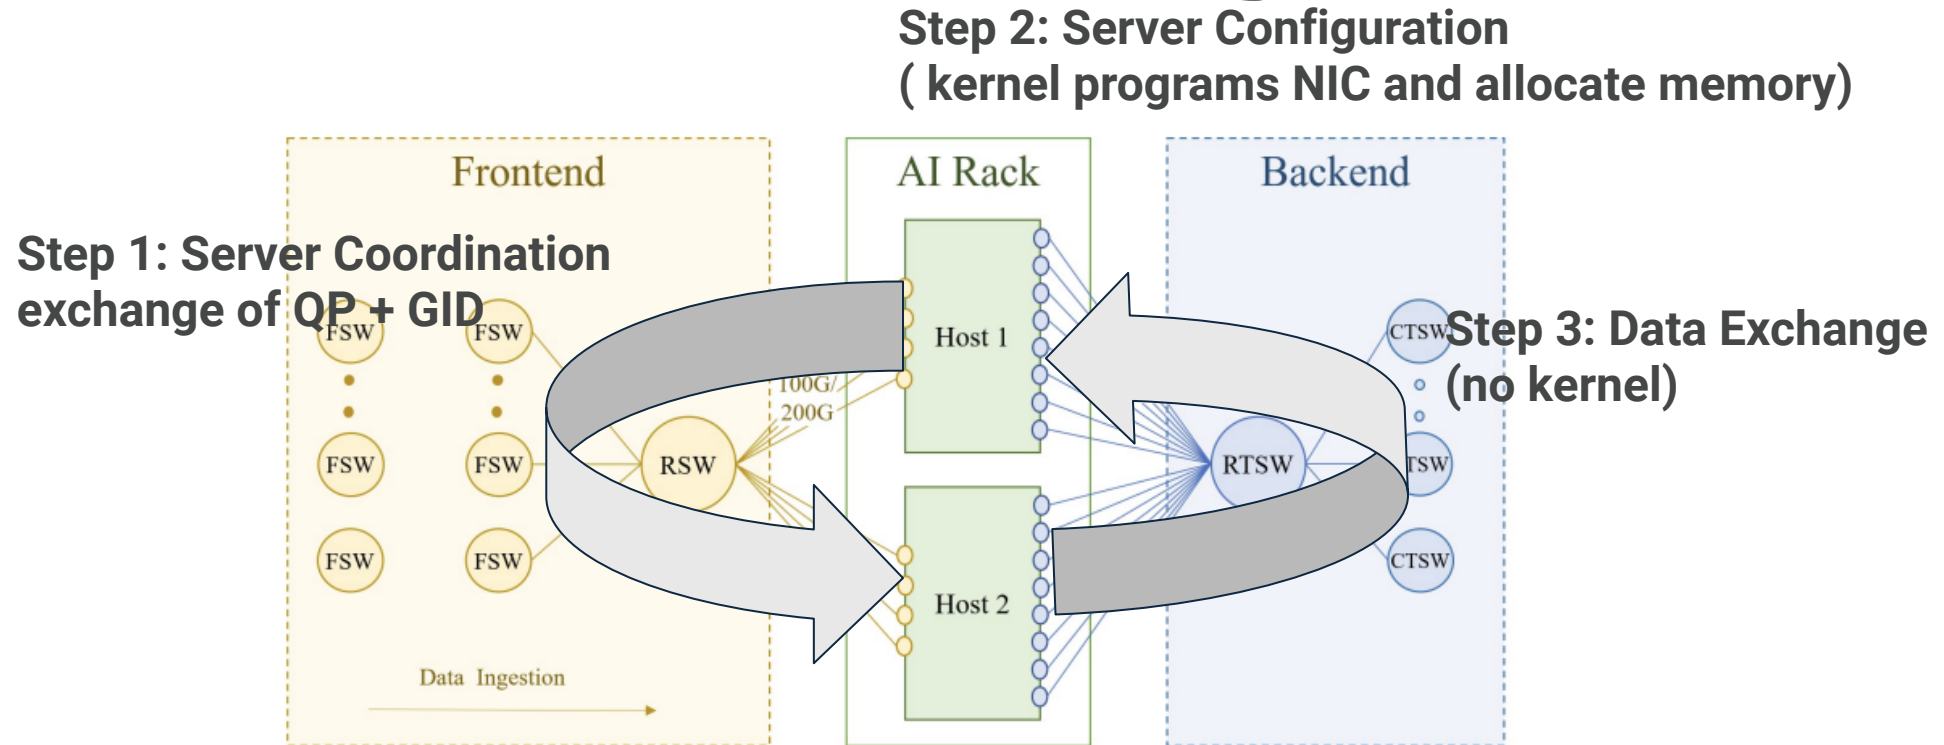 Step 2: Server Configuration
( kernel programs NIC and allocate memory)
Frontend
AI Rack
Backend
Step 1: Server Coordination
exchange of QP + GID
FSW
FSW
Host 1
CTSW
Step 3: Data Exchange
(no kernel)
100G/
200G
FSW
FSW
RSW
RTSW
TSW
FSW
FSW
Host 2
CTSW
Data Ingestion